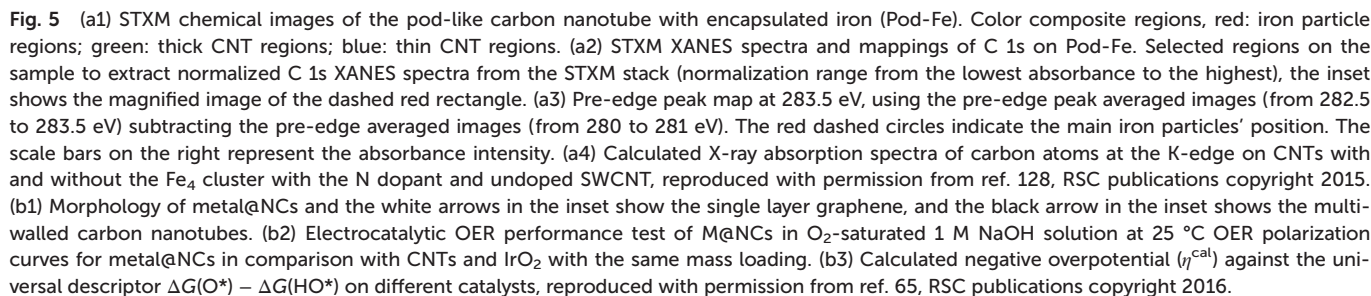 Fig. 5 (a1) STXM chemical images of the pod-like carbon nanotube with encapsulated iron (Pod-Fe). Color composite regions, red: iron particle
regions; green: thick CNT regions; blue: thin CNT regions. (a2) STXM XANES spectra and mappings of C 1s on Pod-Fe. Selected regions on the
sample to extract normalized C 1s XANES spectra from the STXM stack (normalization range from the lowest absorbance to the highest), the inset
shows the magnified image of the dashed red rectangle. (a3) Pre-edge peak map at 283.5 eV, using the pre-edge peak averaged images (from 282.5
to 283.5 eV) subtracting the pre-edge averaged images (from 280 to 281 eV). The red dashed circles indicate the main iron particles' position. The
scale bars on the right represent the absorbance intensity. (a4) Calculated X-ray absorption spectra of carbon atoms at the K-edge on CNTs with
and without the Fe₄ cluster with the N dopant and undoped SWCNT, reproduced with permission from ref. 128, RSC publications copyright 2015.
(b1) Morphology of metal@NCs and the white arrows in the inset show the single layer graphene, and the black arrow in the inset shows the multi-
walled carbon nanotubes. (b2) Electrocatalytic OER performance test of M@NCs in O₂-saturated 1 M NaOH solution at 25 °C OER polarization
curves for metal@NCs in comparison with CNTs and IrO₂ with the same mass loading. (b3) Calculated negative overpotential (ηᶜᵃˡ) against the uni-
versal descriptor ΔG(O*) − ΔG(HO*) on different catalysts, reproduced with permission from ref. 65, RSC publications copyright 2016.